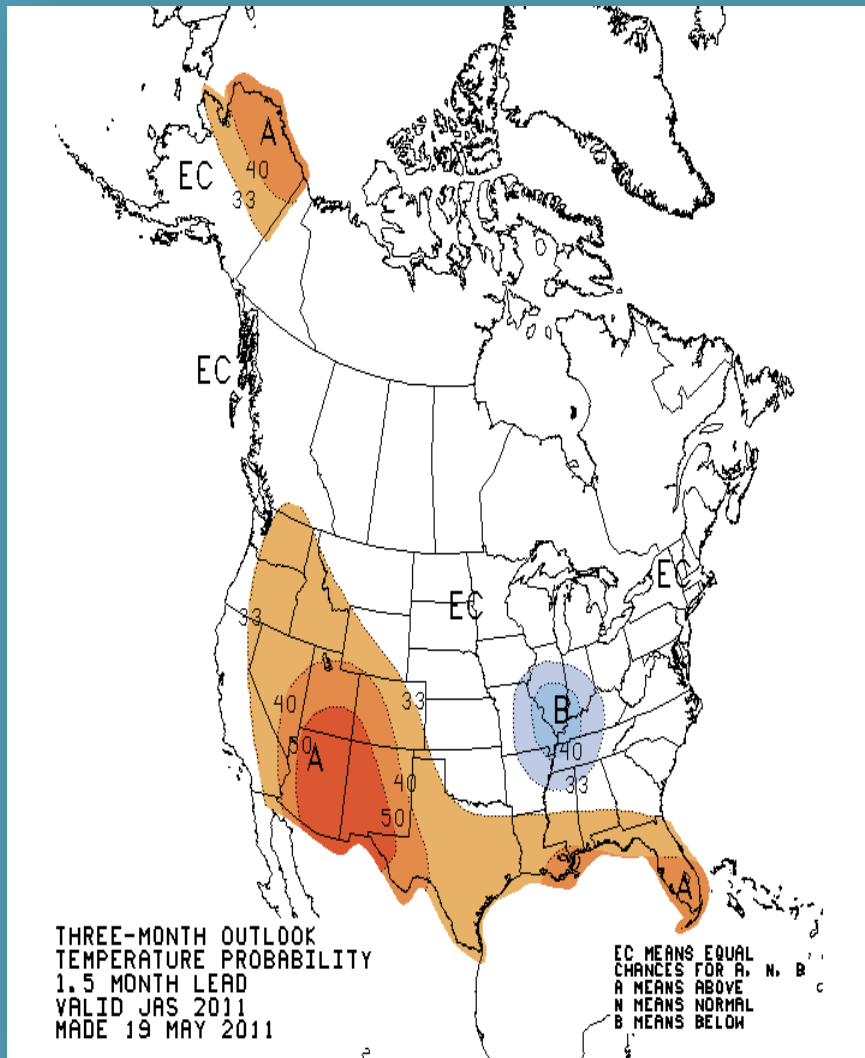 A
40
EC
33
EC
EC
EC
33
33
40
B
50
A
40
40
33
50
A
THREE-MONTH OUTLOOK
TEMPERATURE PROBABILITY
1.5 MONTH LEAD
VALID JAS 2011
MADE 19 MAY 2011
EC MEANS EQUAL
CHANCES FOR A, N, B
A MEANS ABOVE
N MEANS NORMAL
B MEANS BELOW